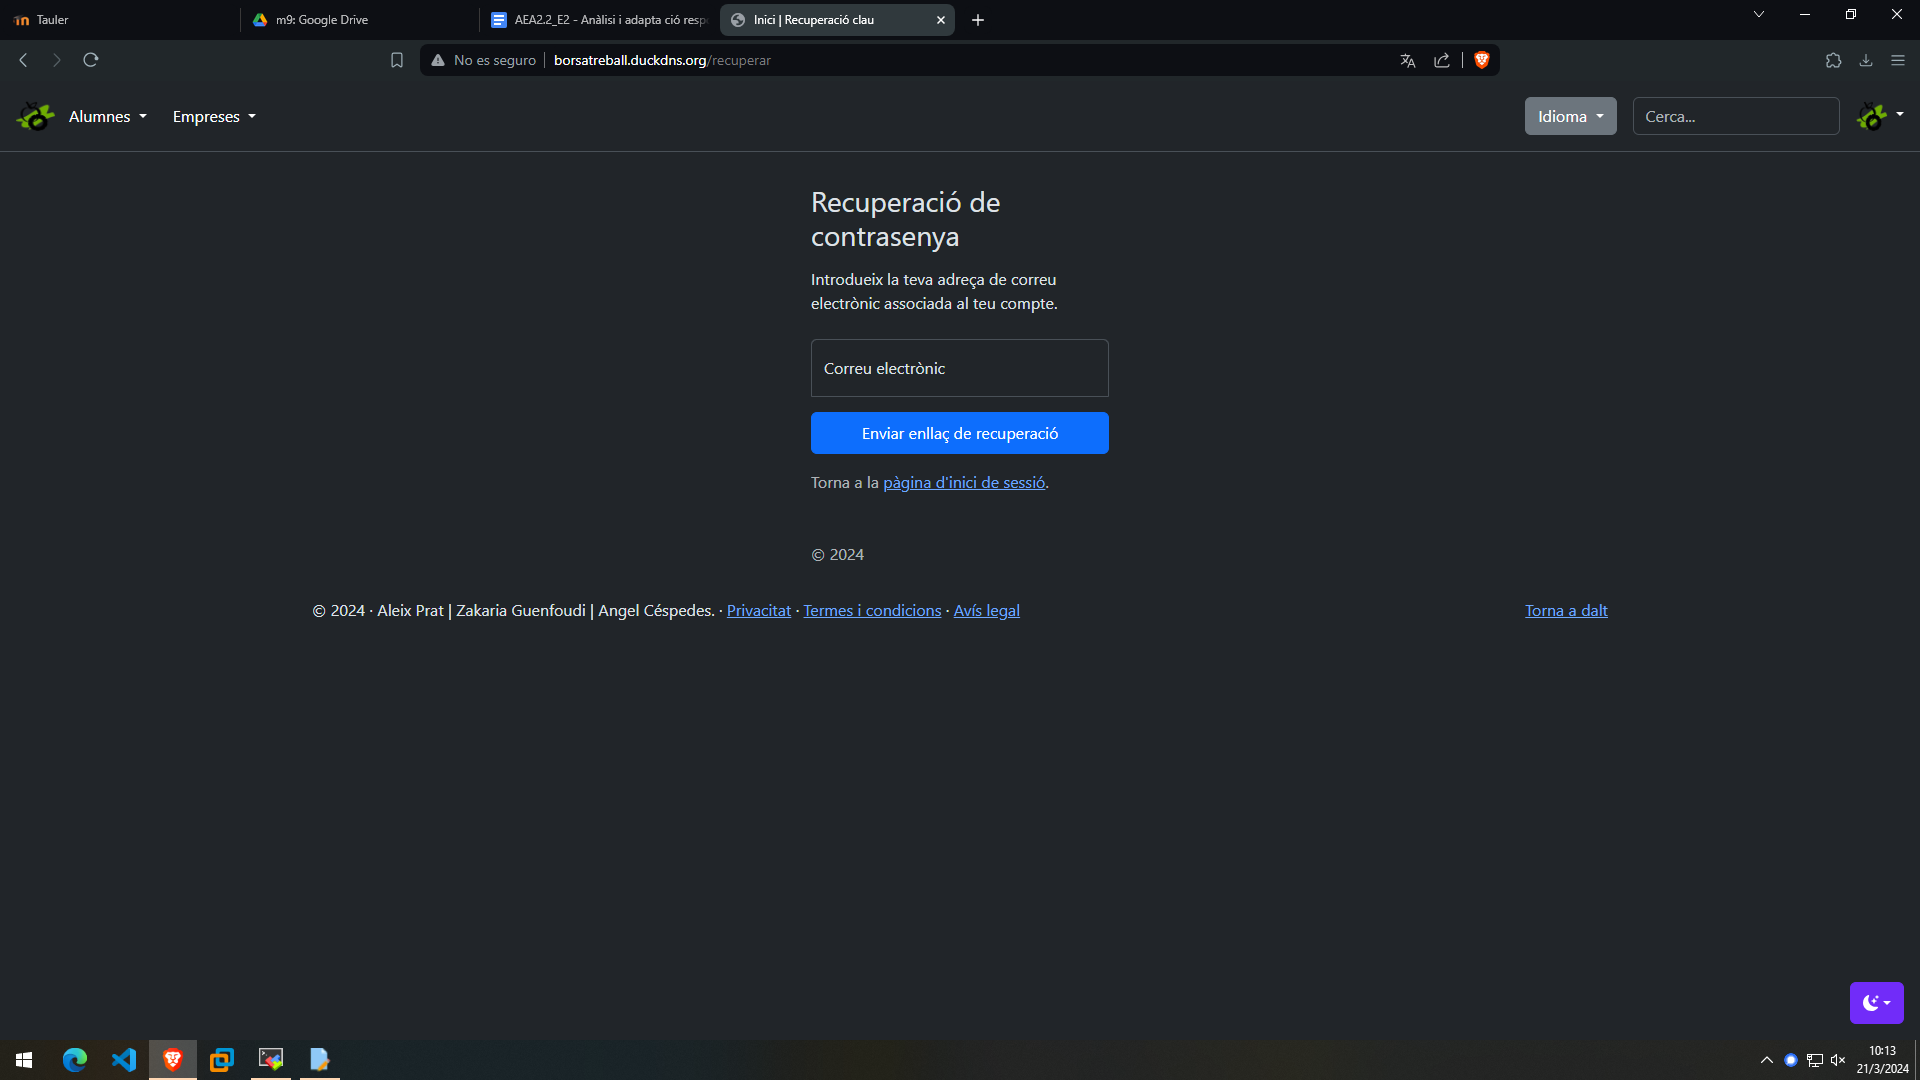 Tauler
m9: Google Drive
AEA2.2_E2 - Anàlisi i adapta ció resp
Inici | Recuperació clau
No es seguro
borsatreball.duckdns.org/recuperar
Alumnes
Empreses
Idioma
Cerca...
Recuperació de
contrasenya
Introdueix la teva adreça de correu
electrònic associada al teu compte.
Correu electrònic
Enviar enllaç de recuperació
Torna a la pàgina d'inici de sessió.
© 2024
© 2024 · Aleix Prat | Zakaria Guenfoudi | Angel Céspedes. · Privacitat · Termes i condicions · Avís legal
Torna a dalt
10:13
21/3/2024